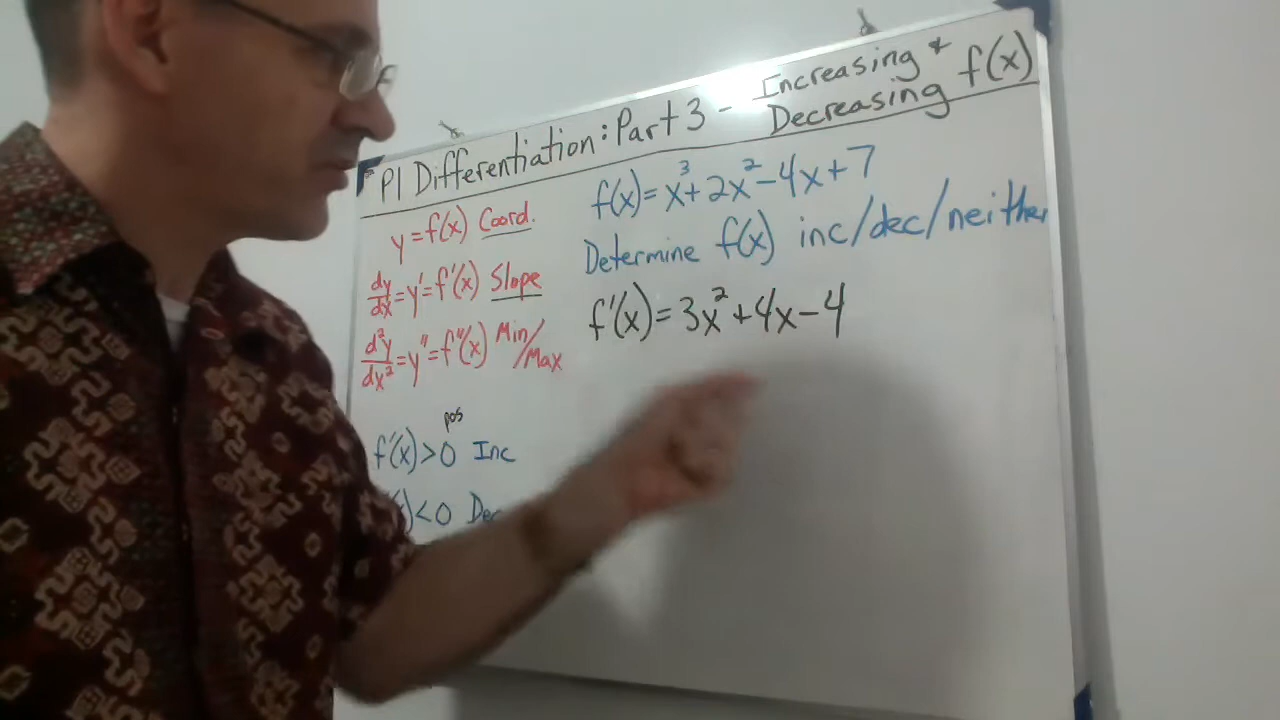 P1 Differentiation: Part 3 - Increasing + Decreasing f(x)
y = f(x) Coord.
dy/dx = y' = f'(x) Slope
d²y/dx² = y" = f"(x) Min/Max
pos
f'(x) > 0 Inc
< 0 Dec
f(x) = x³ + 2x² - 4x + 7
Determine f(x) inc/dec/neither
f'(x) = 3x² + 4x - 4